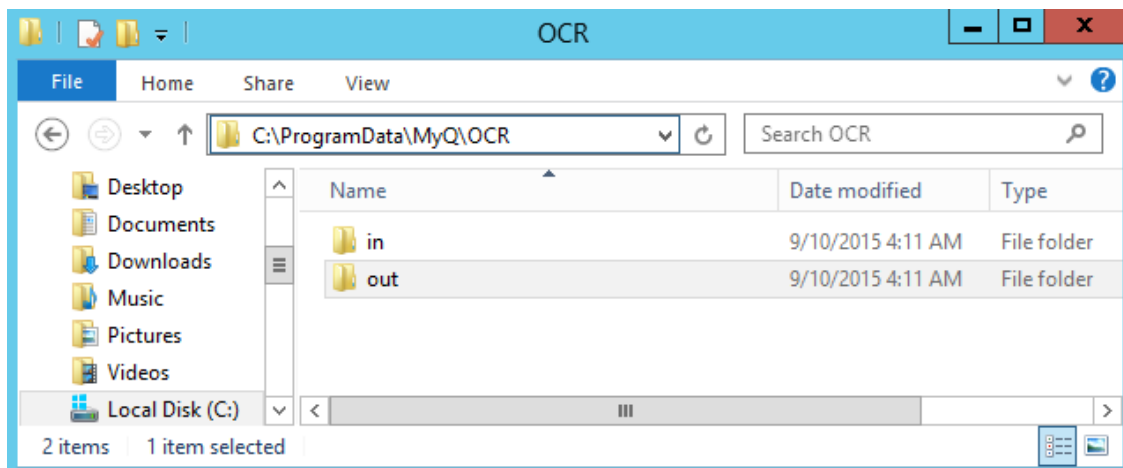 OCR
File Home Share View
C:\ProgramData\MyQ\OCR Search OCR
Name Date modified Type
Desktop
Documents
Downloads
Music
Pictures
Videos
Local Disk (C:)
in 9/10/2015 4:11 AM File folder
out 9/10/2015 4:11 AM File folder
2 items 1 item selected